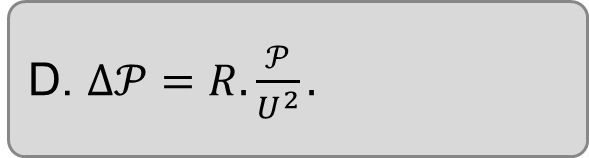 D. Δ𝒫 = R.𝒫/U².